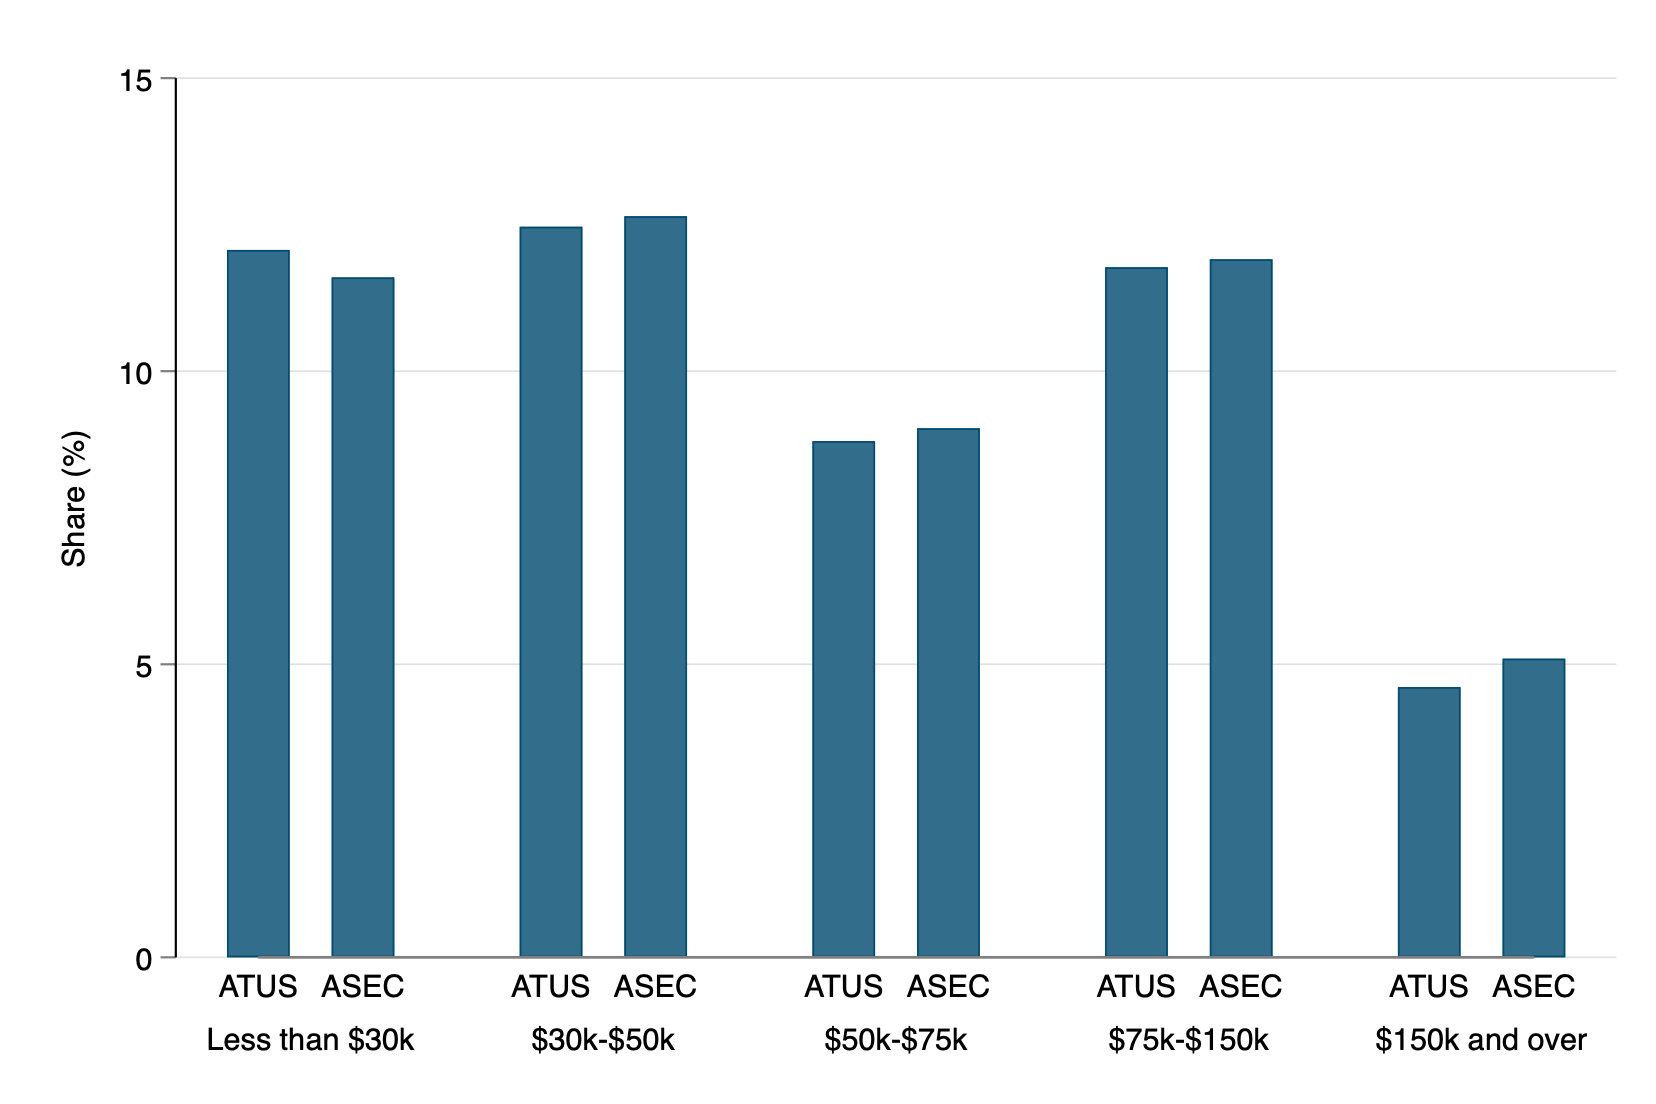 15
10
5
0
Share (%)
ATUS ASEC ATUS ASEC ATUS ASEC ATUS ASEC ATUS ASEC
Less than $30k $30k-$50k $50k-$75k $75k-$150k $150k and over